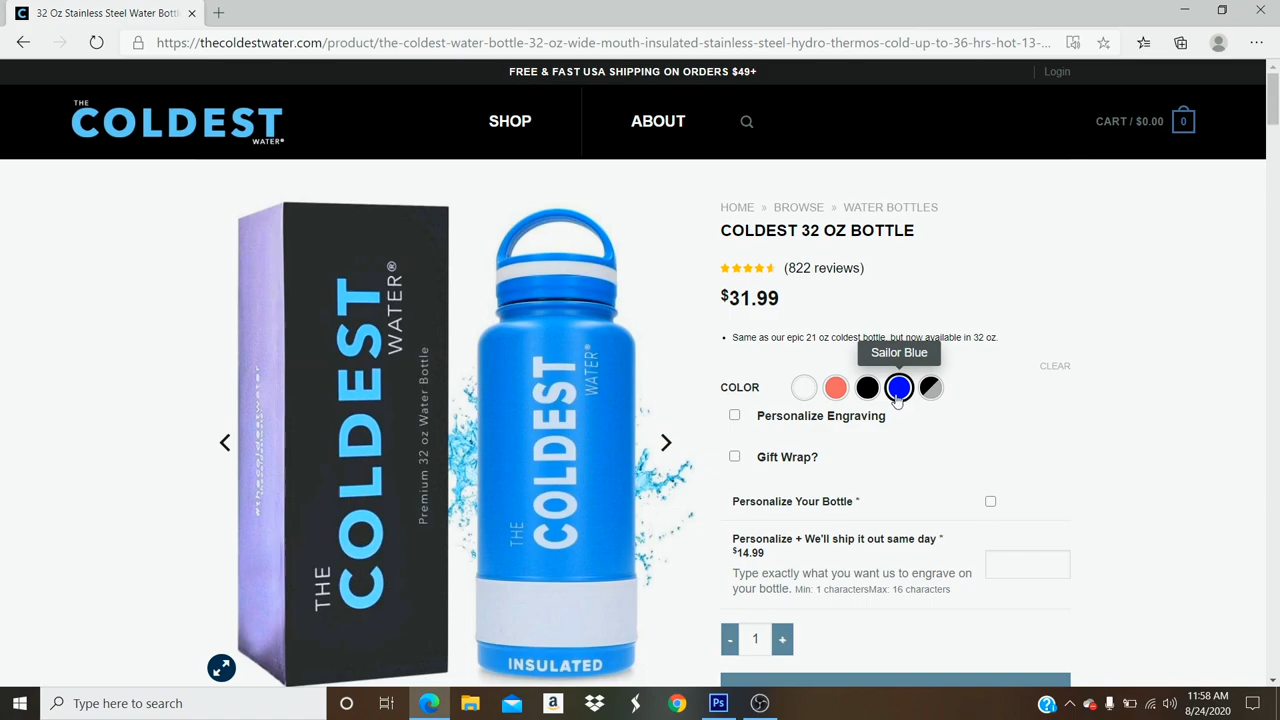 32 Oz Stainless Steel Water Bottl
https://thecoldestwater.com/product/the-coldest-water-bottle-32-oz-wide-mouth-insulated-stainless-steel-hydro-thermos-cold-up-to-36-hrs-hot-13-...
FREE & FAST USA SHIPPING ON ORDERS $49+
Login
THE
COLDEST
WATER®
SHOP
ABOUT
CART / $0.00
0
HOME » BROWSE » WATER BOTTLES
COLDEST 32 OZ BOTTLE
(822 reviews)
$31.99
• Same as our epic 21 oz coldest bottle, but now available in 32 oz.
Sailor Blue
CLEAR
COLOR
Personalize Engraving
Gift Wrap?
Personalize Your Bottle *
Personalize + We'll ship it out same day *
$14.99
Type exactly what you want us to engrave on
your bottle. Min: 1 charactersMax: 16 characters
- 1 +
THE
COLDEST
WATER®
Premium 32 oz Water Bottle
THE
COLDEST
WATER®
INSULATED
Type here to search
11:58 AM
8/24/2020